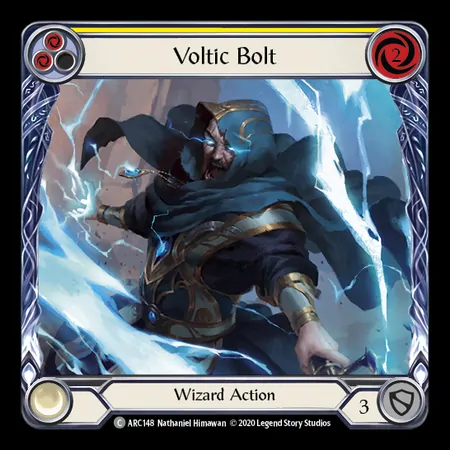 Voltic Bolt
2
Wizard Action
3
C ARC148 Nathaniel Himawan © 2020 Legend Story Studios